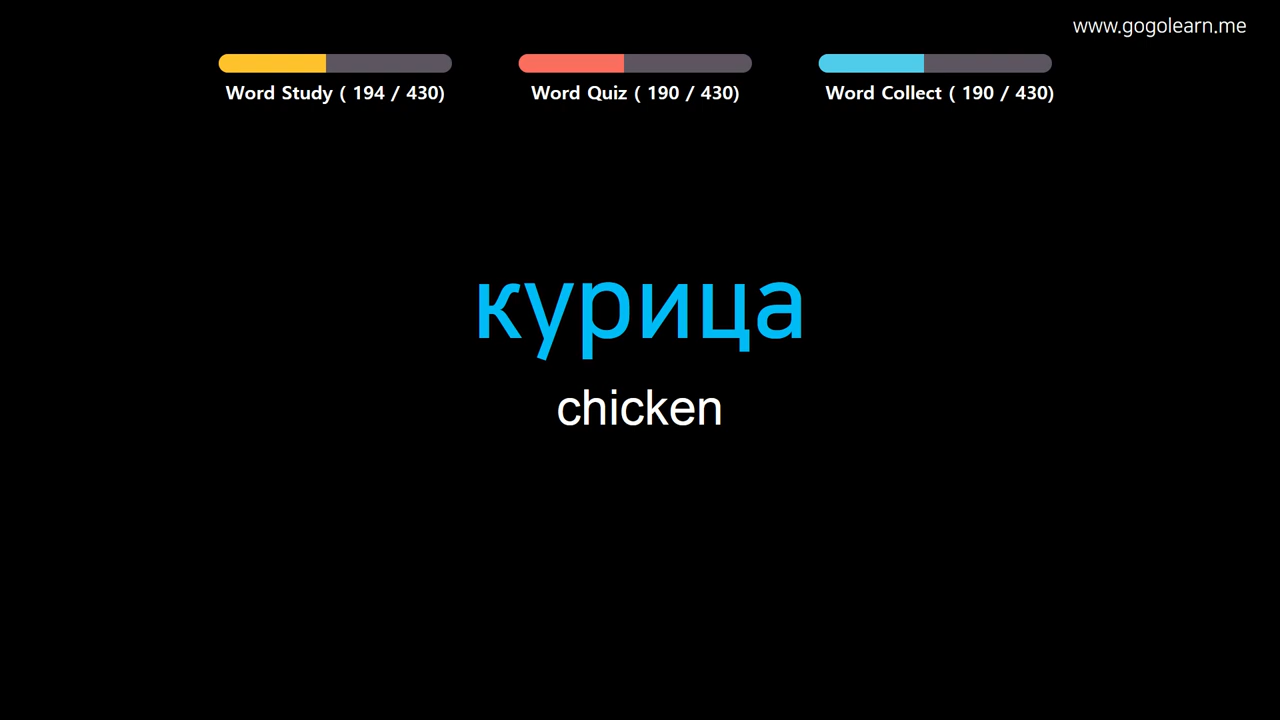 www.gogolearn.me
Word Study ( 194 / 430)
Word Quiz ( 190 / 430)
Word Collect ( 190 / 430)
курица
chicken